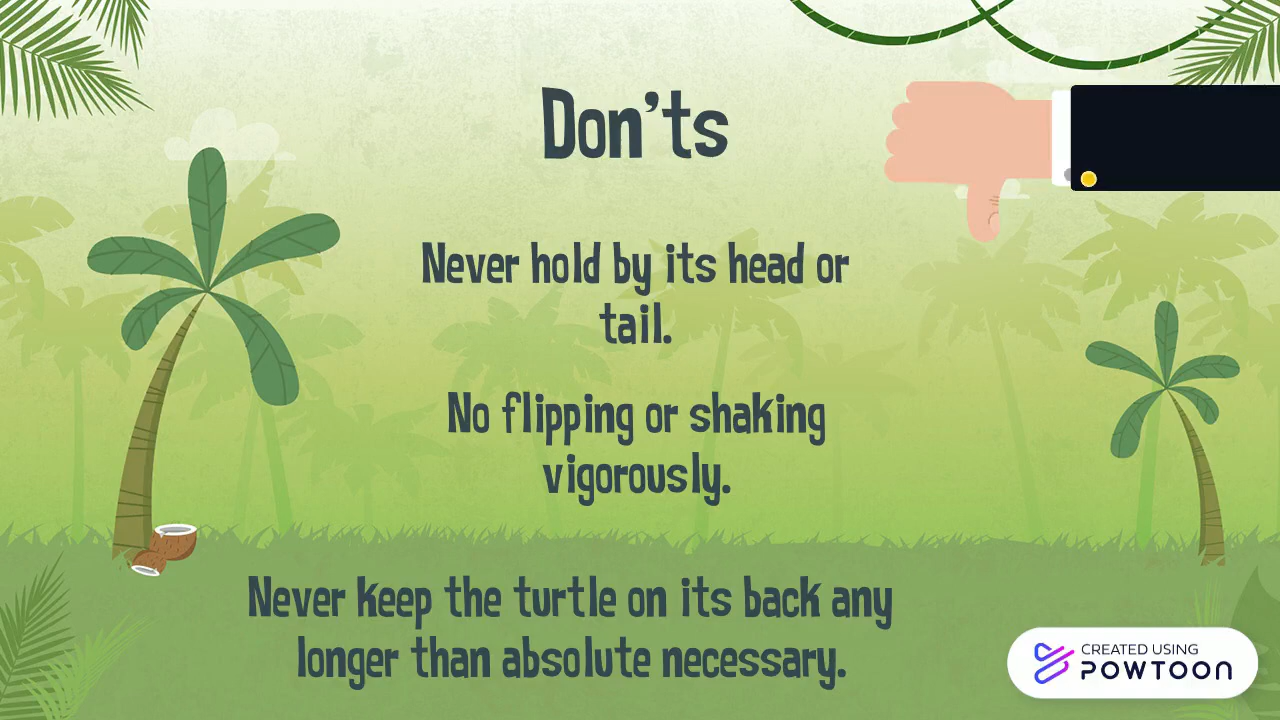 Don'ts
Never hold by its head or
tail.
No flipping or shaking
vigorously.
Never keep the turtle on its back any
longer than absolute necessary.
CREATED USING
POWTOON